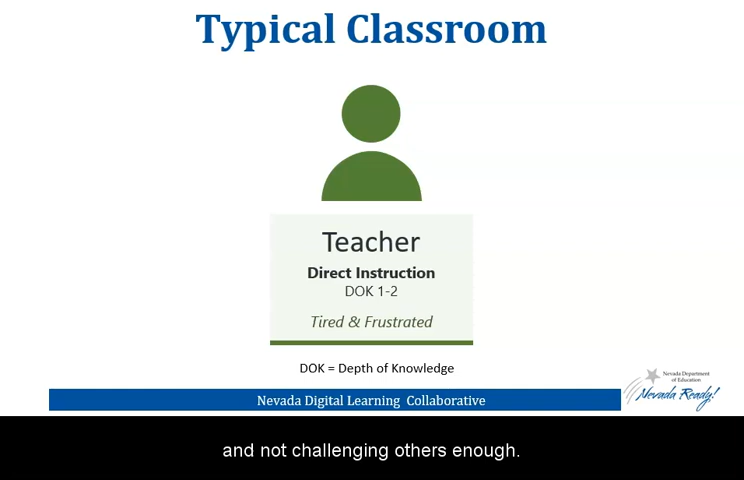 Typical Classroom
Teacher
Direct Instruction
DOK 1-2
Tired & Frustrated
DOK = Depth of Knowledge
Nevada Digital Learning Collaborative
Nevada Department
of Education
Nevada Ready!
and not challenging others enough.